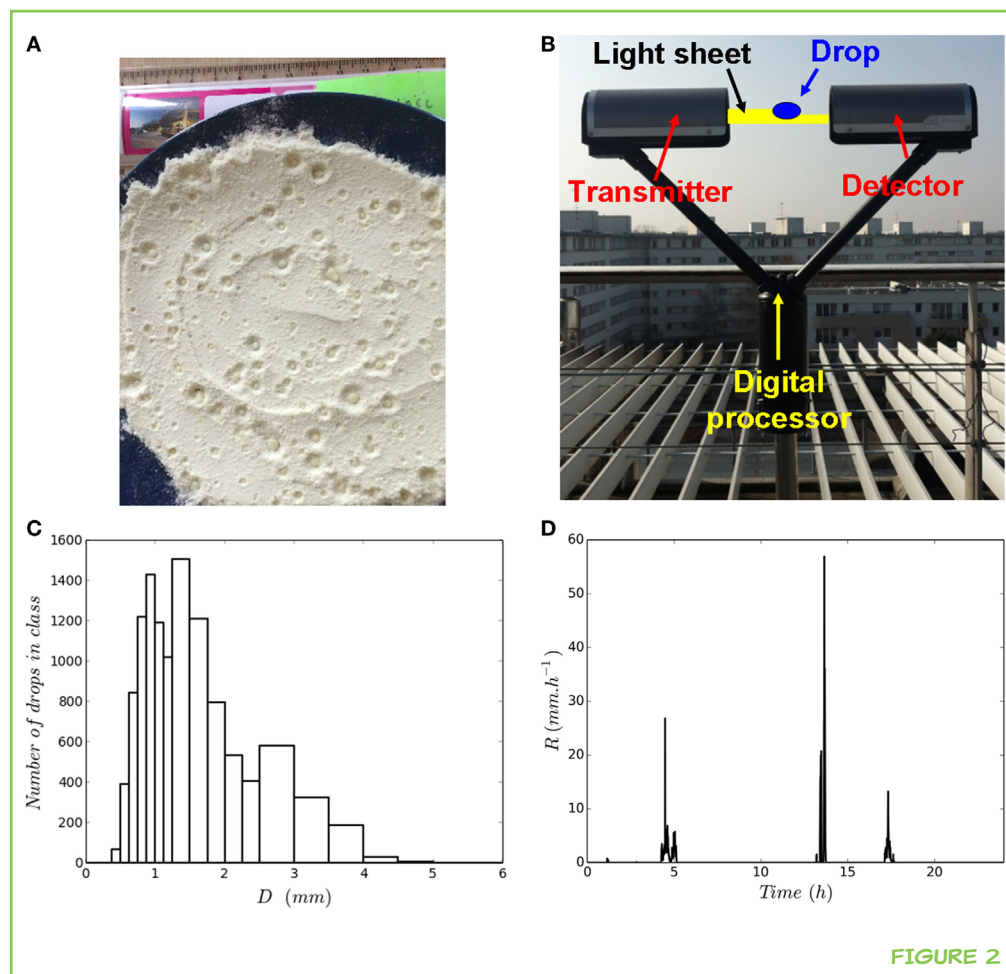 A
B
Light sheet
Drop
Transmitter
Detector
Digital
processor
C
1600
1400
1200
1000
800
600
400
200
0
Number of drops in class
0 1 2 3 4 5 6
D (mm)
D
60
50
40
30
20
10
0
R (mm.h⁻¹)
0 5 10 15 20
Time (h)
FIGURE 2